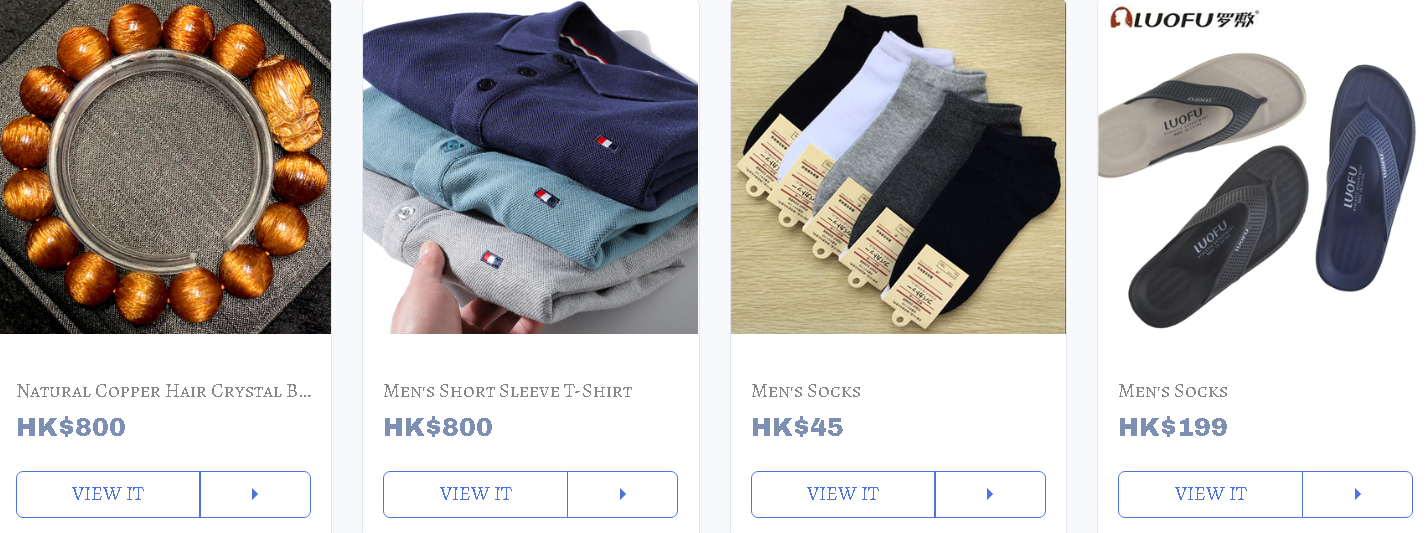 LUOFU罗敷®
LUOFU
LUOFU
LUOFU
LUOFU
LUOFU
Natural Copper Hair Crystal B...
HK$800
VIEW IT
Men's Short Sleeve T-Shirt
HK$800
VIEW IT
Men's Socks
HK$45
VIEW IT
Men's Socks
HK$199
VIEW IT